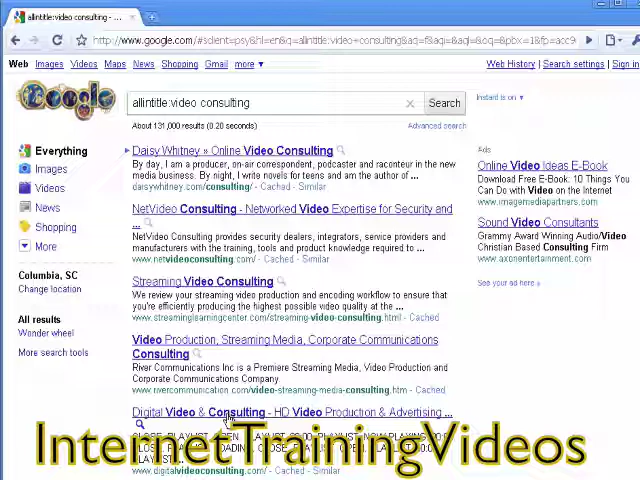 allintitle:video consulting - ...
http://www.google.com/#sclient=psy&hl=en&q=allintitle:video+consulting&aq=f&aqi=&aql=&oq=&pbx=1&fp=acc9
Web Images Videos Maps News Shopping Gmail more ▼
Web History | Search settings | Sign in
Google
allintitle:video consulting
Search
Instant is on ▼
About 131,000 results (0.20 seconds)
Advanced search
Everything
Images
Videos
News
Shopping
More
Columbia, SC
Change location
All results
Wonder wheel
More search tools
Daisy Whitney » Online Video Consulting
By day, I am a producer, on-air correspondent, podcaster and raconteur in the new
media business. By night, I write novels for teens and am the author of ...
daisywhitney.com/consulting/ - Cached - Similar
NetVideo Consulting - Networked Video Expertise for Security and
...
NetVideo Consulting provides security dealers, integrators, service providers and
manufacturers with the training, tools and product knowledge required to ...
www.netvideoconsulting.com/ - Cached - Similar
Streaming Video Consulting
We review your streaming video production and encoding workflow to ensure that
you're efficiently producing the highest possible video quality at the ...
www.streaminglearningcenter.com/streaming-video-consulting.html - Cached
Video Production, Streaming Media, Corporate Communications
Consulting
River Communications Inc is a Premiere Streaming Media, Video Production and
Corporate Communications Company.
www.rivercommunication.com/video-streaming-media-consulting.htm - Cached
Digital Video & Consulting - HD Video Production & Advertising ...
www.digitalvideoconsulting.com/ - Cached - Similar
Ads
Online Video Ideas E-Book
Download Free E-Book: 10 Things You
Can Do with Video on the Internet
www.imagemediapartners.com
Sound Video Consultants
Grammy Award Winning Audio/Video
Christian Based Consulting Firm
www.axonentertainment.com
See your ad here »
InternetTrainingVideos